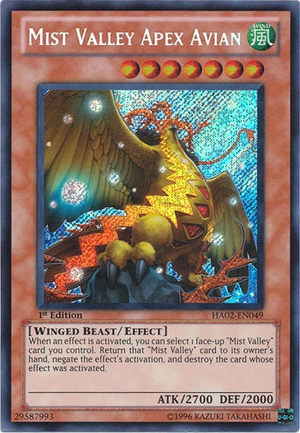 MIST VALLEY APEX AVIAN
WIND
風
1st Edition
HA02-EN049
[WINGED BEAST/EFFECT]
When an effect is activated, you can select 1 face-up "Mist Valley"
card you control. Return that "Mist Valley" card to its owner's
hand, negate the effect's activation, and destroy the card whose
effect was activated.
ATK/2700 DEF/2000
29587993
©1996 KAZUKI TAKAHASHI